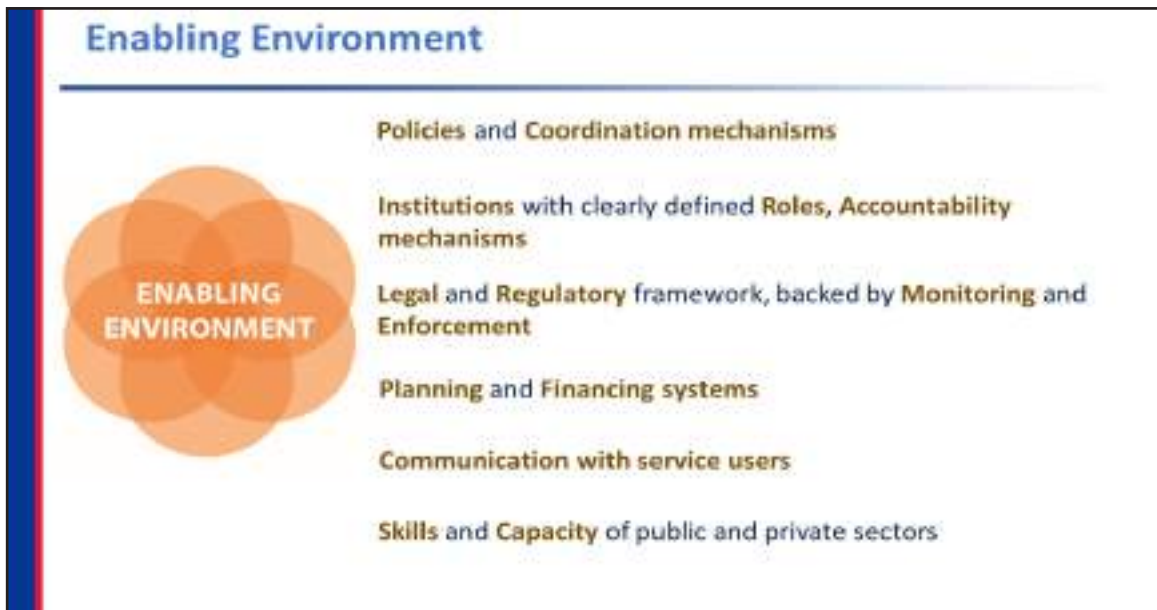 Enabling Environment
Policies and Coordination mechanisms
Institutions with clearly defined Roles, Accountability
mechanisms
ENABLING
ENVIRONMENT
Legal and Regulatory framework, backed by Monitoring and
Enforcement
Planning and Financing systems
Communication with service users
Skills and Capacity of public and private sectors